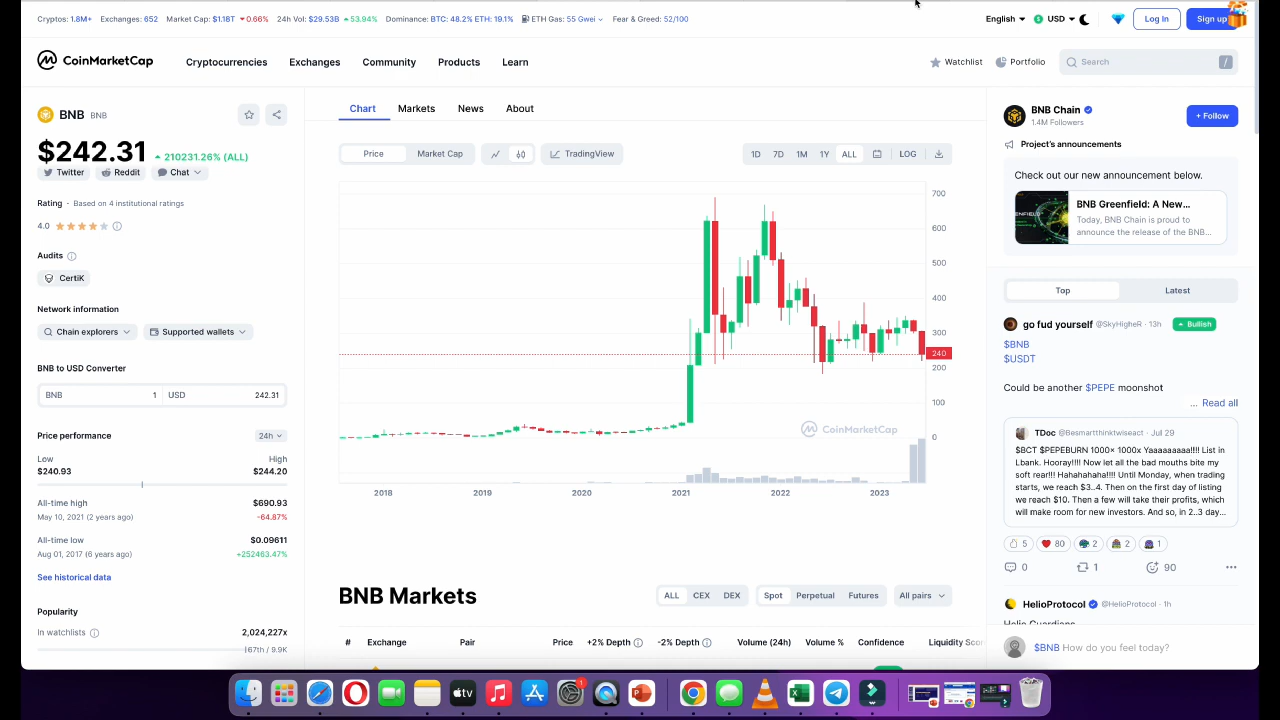 Cryptos: 1.8M+ Exchanges: 652 Market Cap: $1.18T 0.66% 24h Vol: $29.53B 53.94% Dominance: BTC: 48.2% ETH: 19.1% ETH Gas: 55 Gwei Fear & Greed: 52/100
English USD Log In Sign up
CoinMarketCap Cryptocurrencies Exchanges Community Products Learn
Watchlist Portfolio Search /
BNB BNB
$242.31 210231.26% (ALL)
Twitter Reddit Chat
Rating · Based on 4 institutional ratings
4.0
Audits
CertiK
Network information
Chain explorers Supported wallets
BNB to USD Converter
BNB 1 USD 242.31
Price performance 24h
Low High
$240.93 $244.20
All-time high $690.93
May 10, 2021 (2 years ago) -64.87%
All-time low $0.09611
Aug 01, 2017 (6 years ago) +252463.47%
See historical data
Popularity
In watchlists 2,024,227x
67th / 9.9K
Chart Markets News About
Price Market Cap TradingView
1D 7D 1M 1Y ALL LOG
700
600
500
400
300
240
200
100
0
CoinMarketCap
2018 2019 2020 2021 2022 2023
BNB Markets
ALL CEX DEX Spot Perpetual Futures All pairs
# Exchange Pair Price +2% Depth -2% Depth Volume (24h) Volume % Confidence Liquidity
BNB Chain
1.4M Followers
+ Follow
Project's announcements
Check out our new announcement below.
BNB Greenfield: A New...
Today, BNB Chain is proud to
announce the release of the BNB...
Top Latest
go fud yourself @SkyHigheR · 13h Bullish
$BNB
$USDT
Could be another $PEPE moonshot
... Read all
TDoc @Besmartthinktwiseact · Jul 29
$BCT $PEPEBURN 1000× 1000x Yaaaaaaaaa!!!! List in
Lbank. Hooray!!!! Now let all the bad mouths bite my
soft rear!!! Hahahahaha!!!! Until Monday, when trading
starts, we reach $3..4. Then on the first day of listing
we reach $10. Then a few will take their profits, which
will make room for new investors. And so, in 2..3 day...
5 80 2 2 1
0 1 90
HelioProtocol @HelioProtocol · 1h
Helio Guardians
$BNB How do you feel today?
1
tv